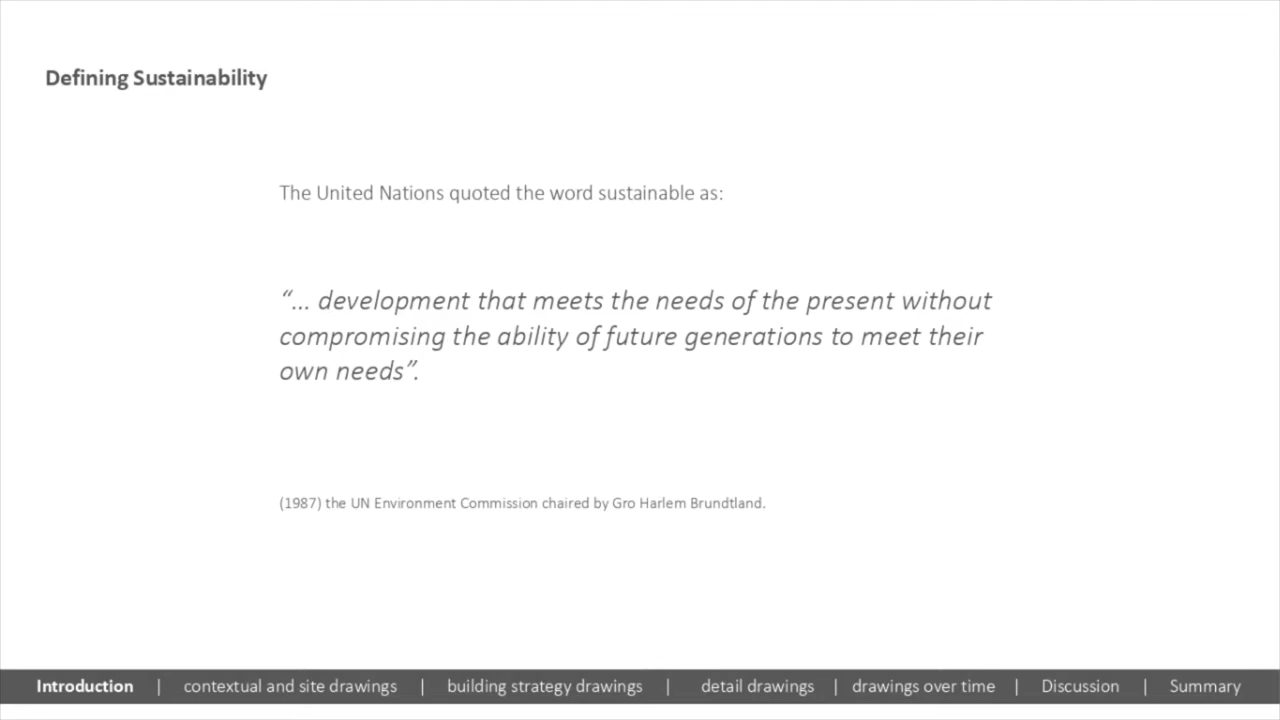 Defining Sustainability
The United Nations quoted the word sustainable as:
“… development that meets the needs of the present without
compromising the ability of future generations to meet their
own needs”.
(1987) the UN Environment Commission chaired by Gro Harlem Brundtland.
Introduction | contextual and site drawings | building strategy drawings | detail drawings | drawings over time | Discussion | Summary